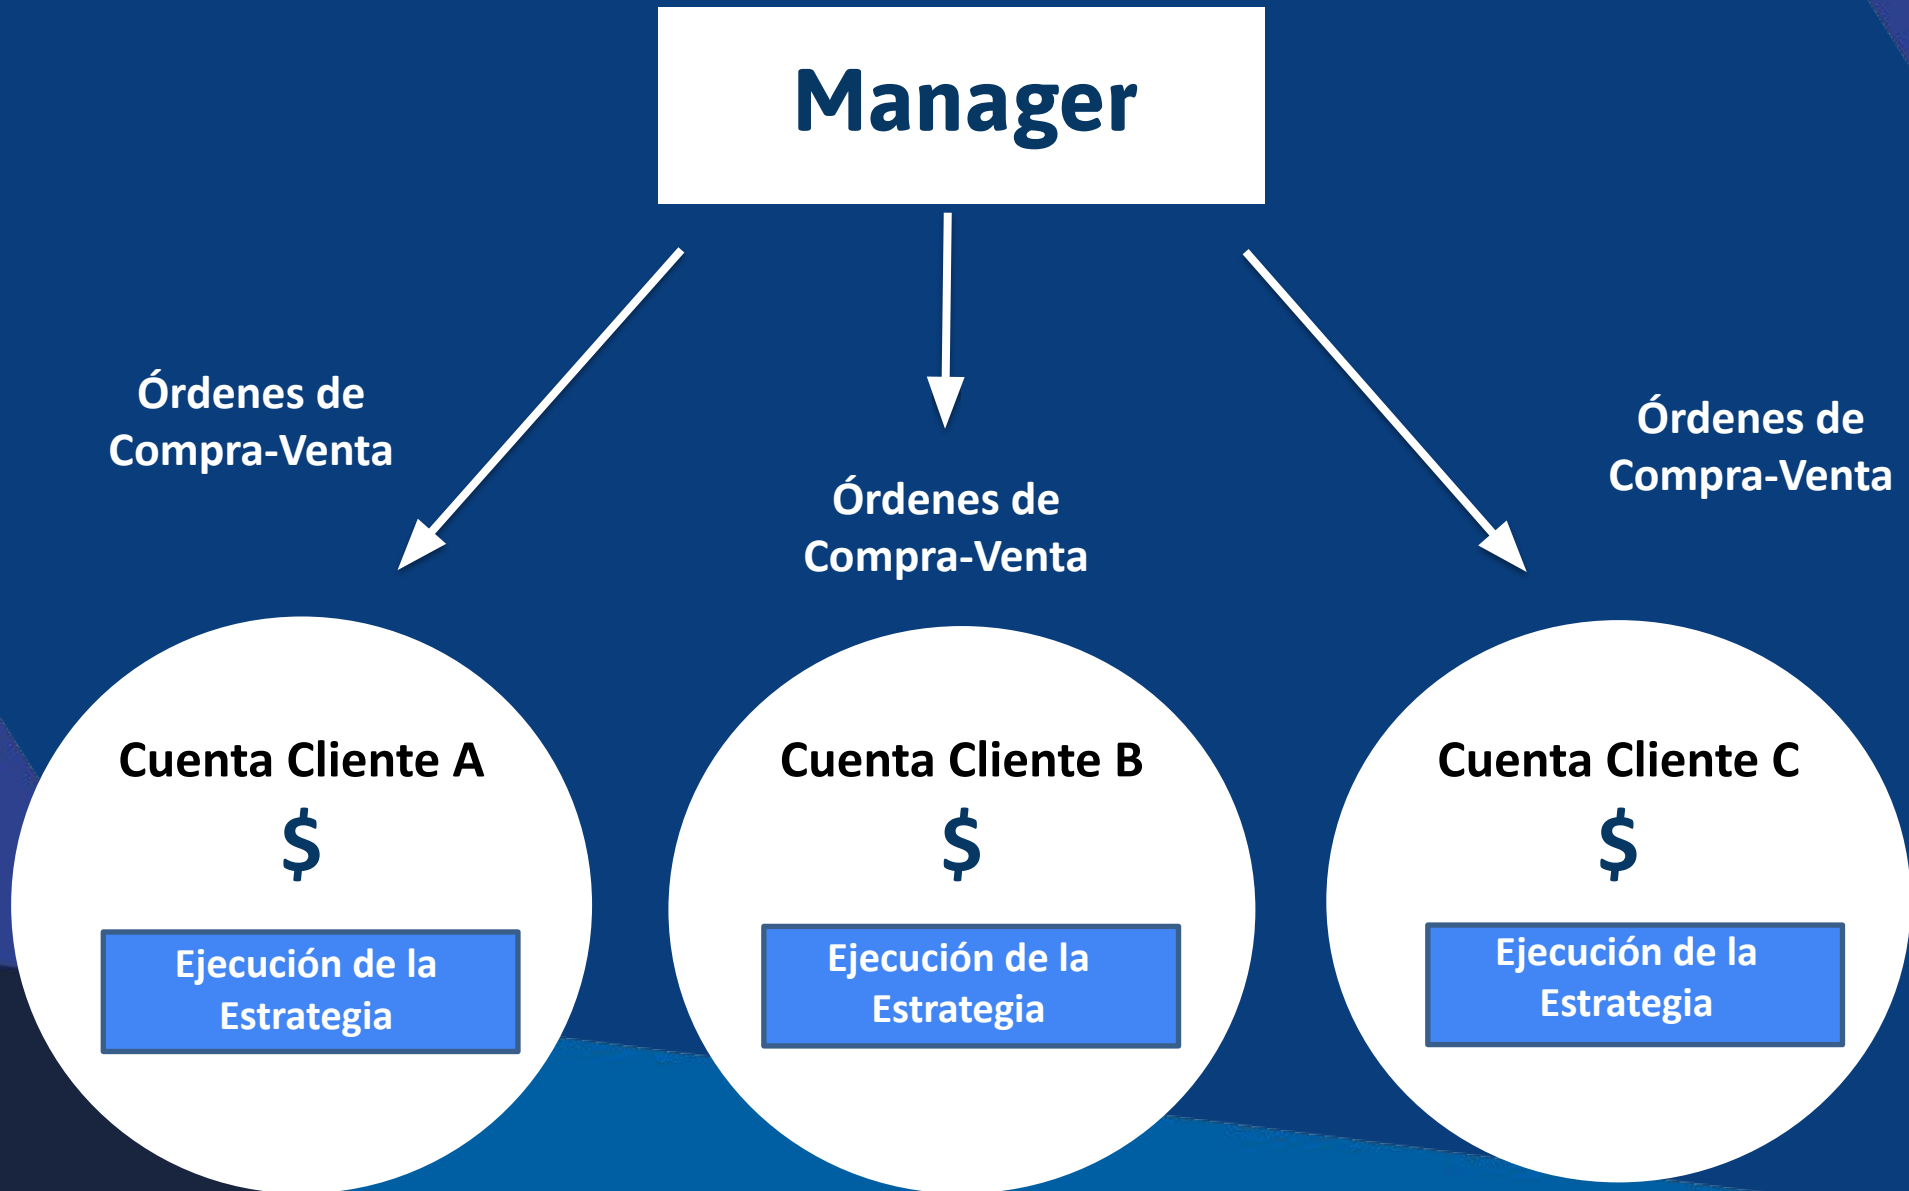 Manager
Órdenes de
Compra-Venta
Órdenes de
Compra-Venta
Órdenes de
Compra-Venta
Cuenta Cliente A
$
Ejecución de la
Estrategia
Cuenta Cliente B
$
Ejecución de la
Estrategia
Cuenta Cliente C
$
Ejecución de la
Estrategia